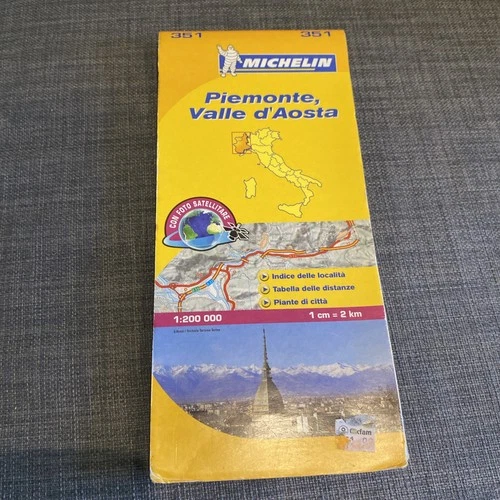 351 351
MICHELIN
Piemonte,
Valle d'Aosta
CON FOTO SATELLITARE
Indice delle località
Tabella delle distanze
Piante di città
1:200 000 1 cm = 2 km
Oxfam